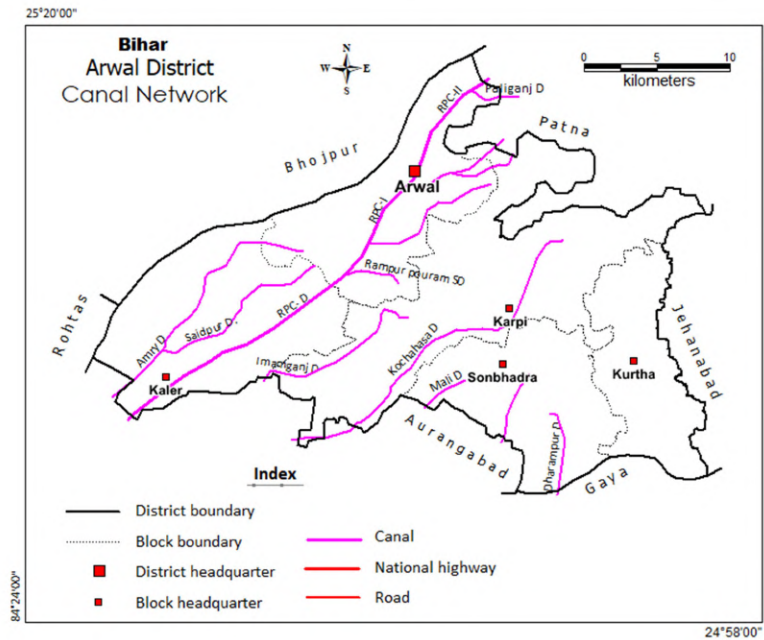 25°20'00"
Bihar
Arwal District
Canal Network
N
W E
S
0 5 10
kilometers
RPC-II
Paliganj D
Patna
Bhojpur
Arwal
RPC-I
Rampur pouram SD
Rohtas
RPC-D
Saidpur D
Amry D
Karpi
Jehanabad
Kochahasa D
Imamganj D
Kaler
Mali D
Sonbhadra
Kurtha
Aurangabad
Dharampur D
Gaya
Index
District boundary
Block boundary
District headquarter
Block headquarter
Canal
National highway
Road
84°24'00"
24°58'00"